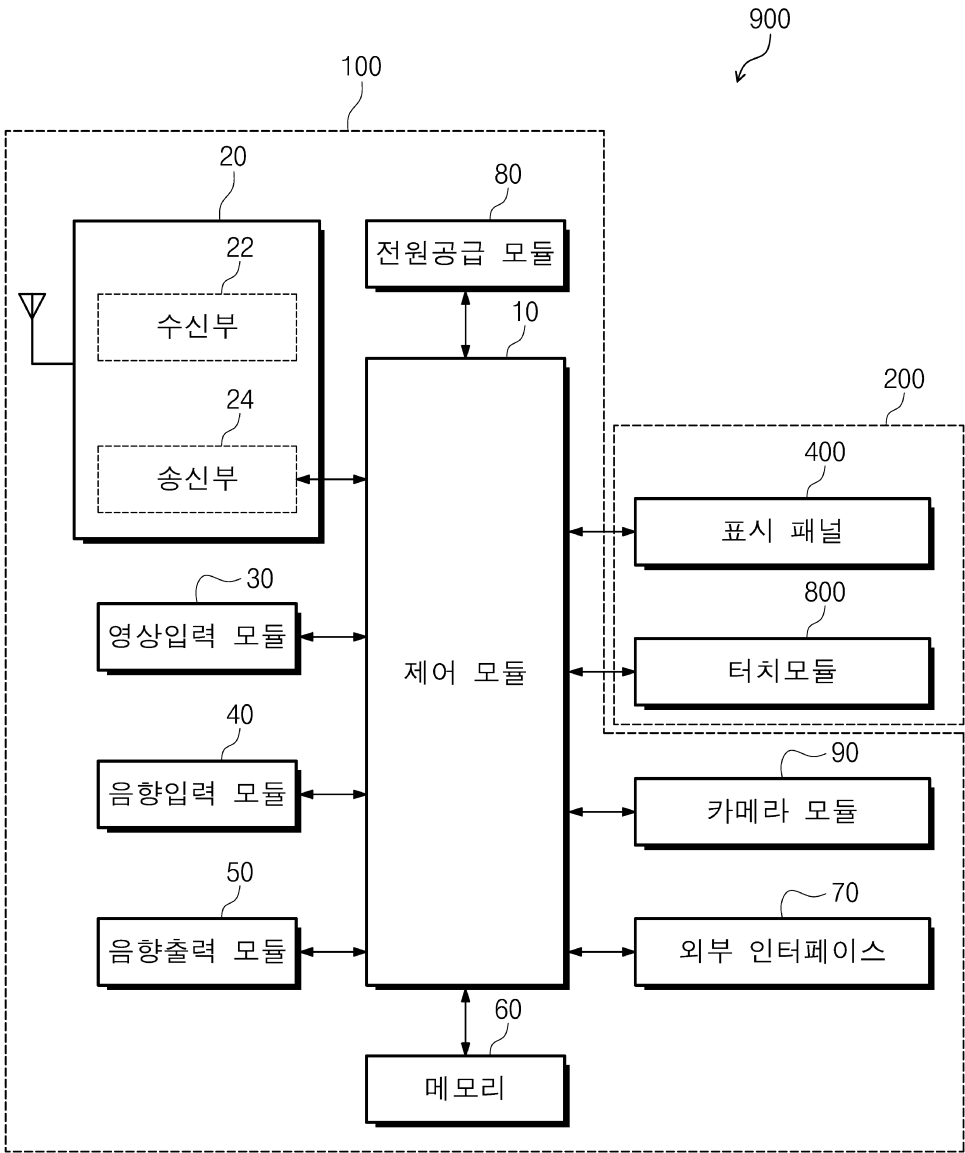 900
100
20
80
전원공급 모듈
22
수신부
10
24
송신부
200
400
표시 패널
30
영상입력 모듈
제어 모듈
800
터치모듈
40
음향입력 모듈
90
카메라 모듈
50
음향출력 모듈
70
외부 인터페이스
60
메모리